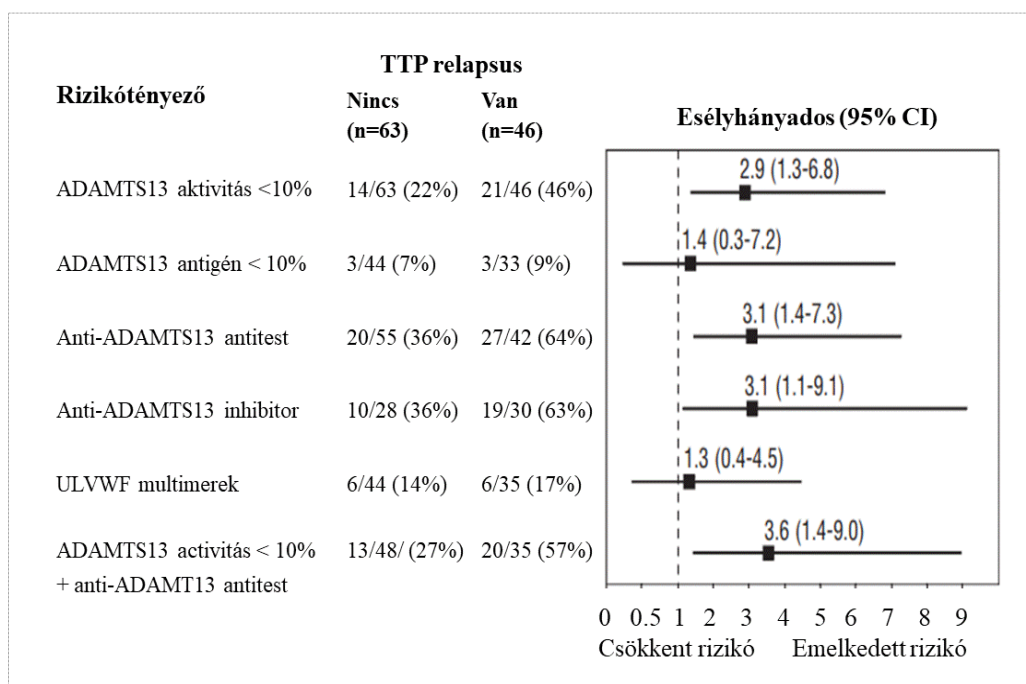 TTP relapsus
Rizikótényező
Nincs Van
(n=63) (n=46)
Esélyhányados (95% CI)
ADAMTS13 aktivitás <10% 14/63 (22%) 21/46 (46%) 2.9 (1.3-6.8)
ADAMTS13 antigén < 10% 3/44 (7%) 3/33 (9%) 1.4 (0.3-7.2)
Anti-ADAMTS13 antitest 20/55 (36%) 27/42 (64%) 3.1 (1.4-7.3)
Anti-ADAMTS13 inhibitor 10/28 (36%) 19/30 (63%) 3.1 (1.1-9.1)
ULVWF multimerek 6/44 (14%) 6/35 (17%) 1.3 (0.4-4.5)
ADAMTS13 activitás < 10% 13/48/ (27%) 20/35 (57%) 3.6 (1.4-9.0)
+ anti-ADAMT13 antitest
0 0.5 1 2 3 4 5 6 7 8 9
Csökkent rizikó Emelkedett rizikó